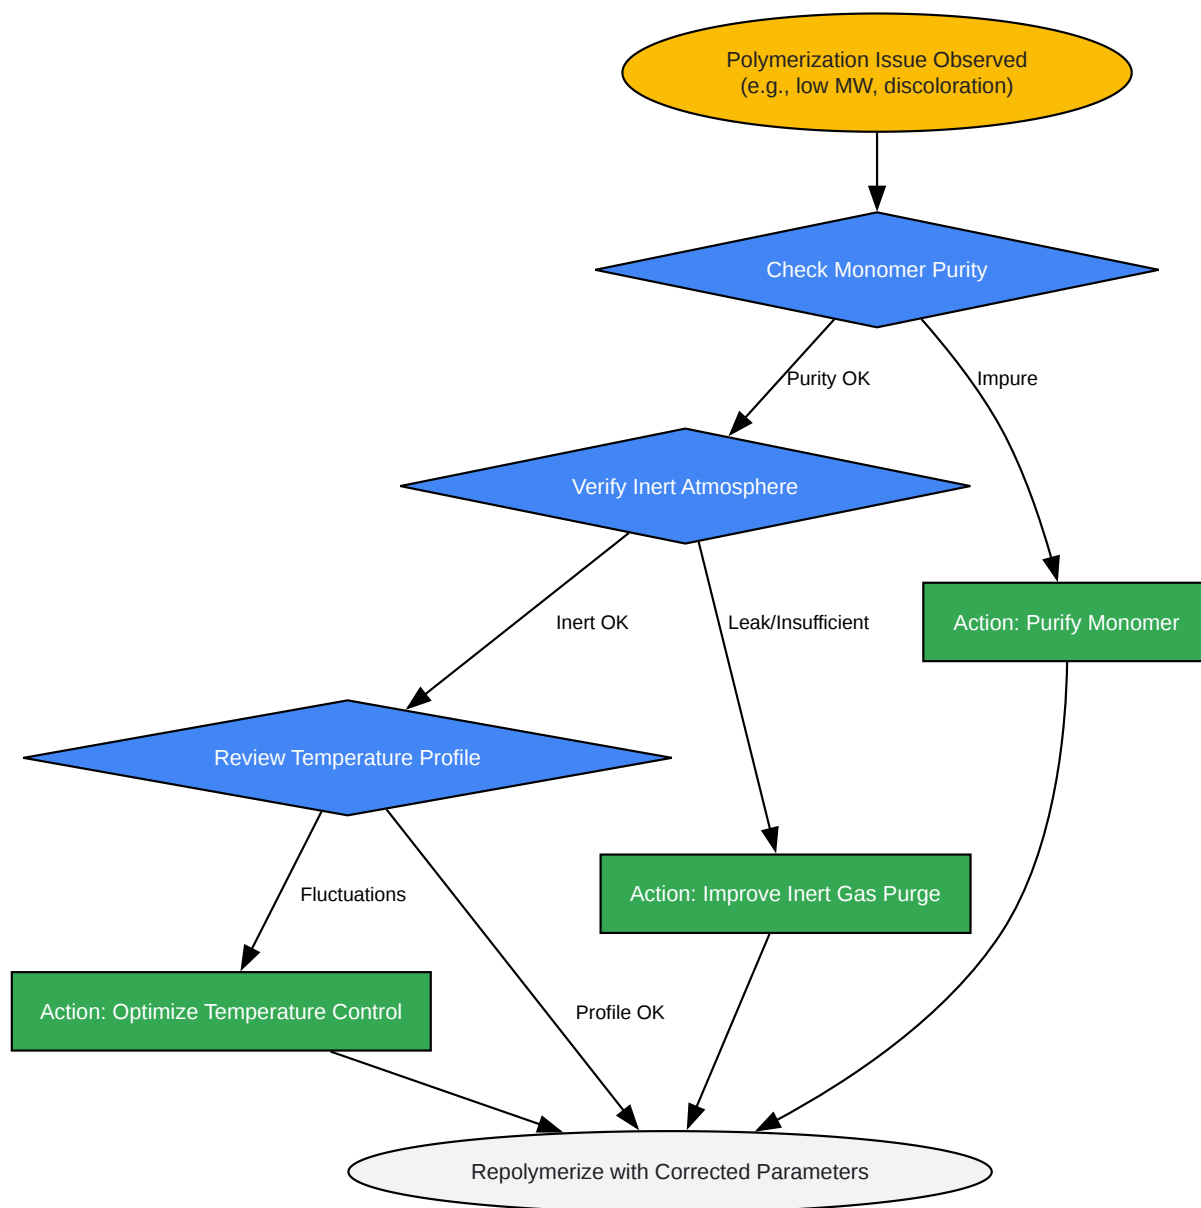 Polymerization Issue Observed
(e.g., low MW, discoloration)
Check Monomer Purity
Purity OK
Impure
Verify Inert Atmosphere
Inert OK
Leak/Insufficient
Action: Purify Monomer
Review Temperature Profile
Fluctuations
Action: Improve Inert Gas Purge
Action: Optimize Temperature Control
Profile OK
Repolymerize with Corrected Parameters